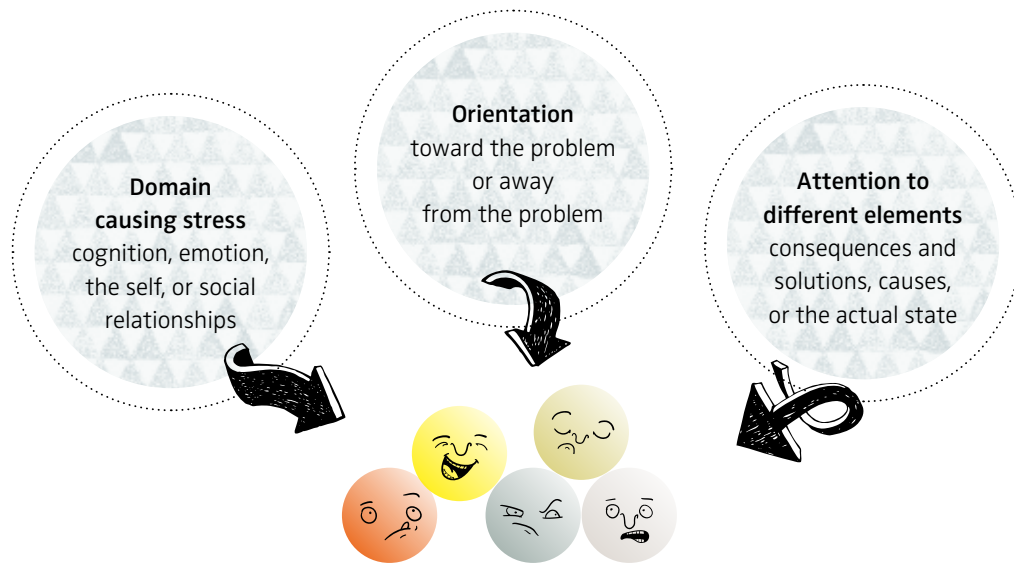 Domain
causing stress
cognition, emotion,
the self, or social
relationships
Orientation
toward the problem
or away
from the problem
Attention to
different elements
consequences and
solutions, causes,
or the actual state